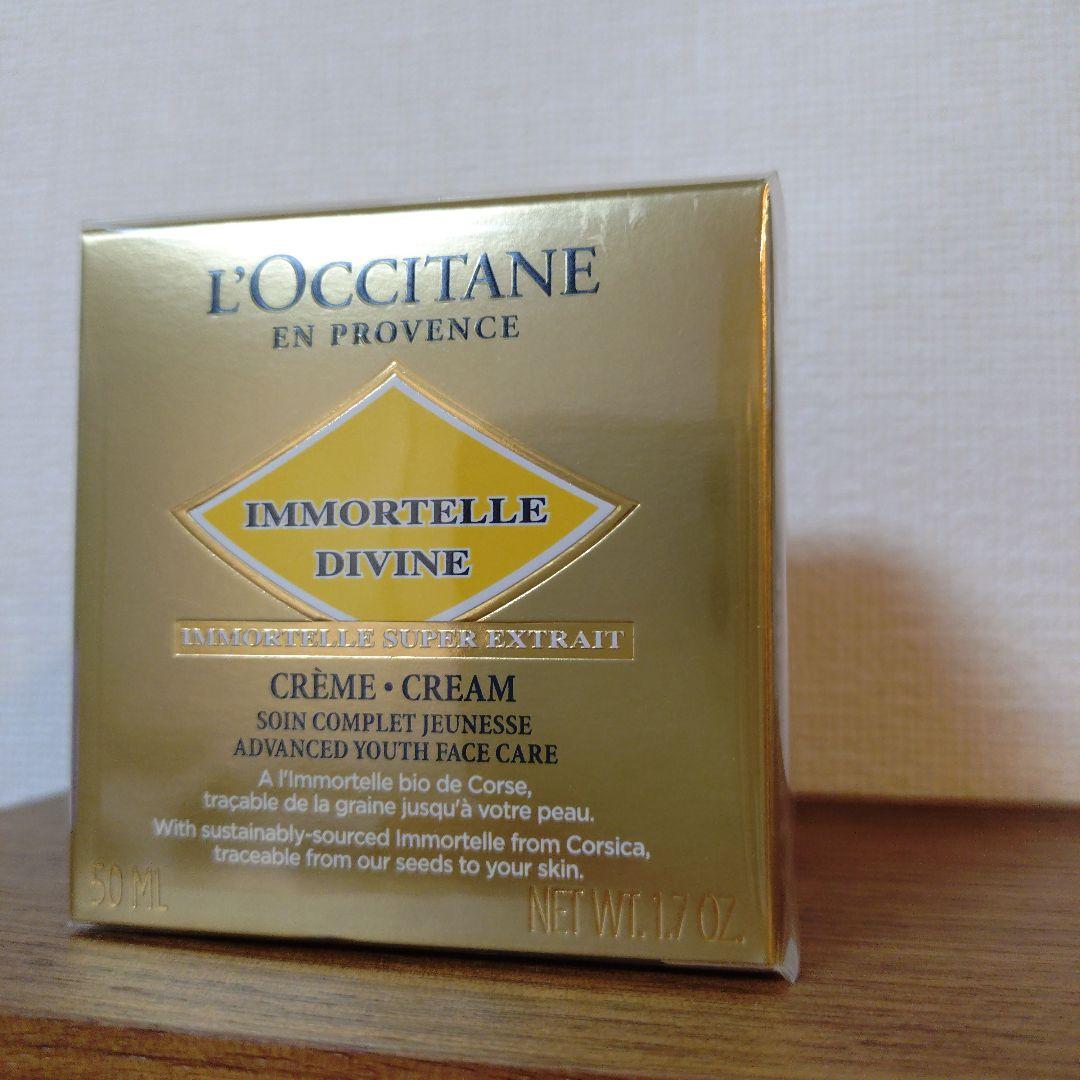 L'OCCITANE
EN PROVENCE
IMMORTELLE
DIVINE
IMMORTELLE SUPER EXTRAIT
CRÈME • CREAM
SOIN COMPLET JEUNESSE
ADVANCED YOUTH FACE CARE
A l'Immortelle bio de Corse,
traçable de la graine jusqu'à votre peau.
With sustainably-sourced Immortelle from Corsica,
traceable from our seeds to your skin.
50 ML
NET WT. 1.7 OZ.